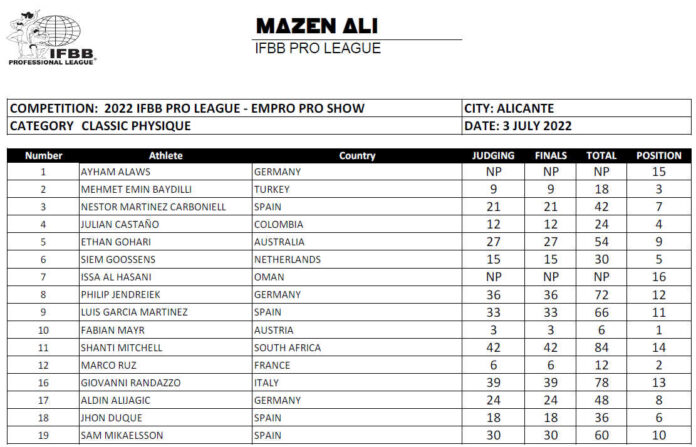 IFBB
PROFESSIONAL LEAGUE
MAZEN ALI
IFBB PRO LEAGUE
COMPETITION: 2022 IFBB PRO LEAGUE - EMPRO PRO SHOW CITY: ALICANTE
CATEGORY CLASSIC PHYSIQUE DATE: 3 JULY 2022
Number Athlete Country JUDGING FINALS TOTAL POSITION
1 AYHAM ALAWS GERMANY NP NP NP 15
2 MEHMET EMIN BAYDILLI TURKEY 9 9 18 3
3 NESTOR MARTINEZ CARBONIELL SPAIN 21 21 42 7
4 JULIAN CASTAÑO COLOMBIA 12 12 24 4
5 ETHAN GOHARI AUSTRALIA 27 27 54 9
6 SIEM GOOSSENS NETHERLANDS 15 15 30 5
7 ISSA AL HASANI OMAN NP NP NP 16
8 PHILIP JENDREIEK GERMANY 36 36 72 12
9 LUIS GARCIA MARTINEZ SPAIN 33 33 66 11
10 FABIAN MAYR AUSTRIA 3 3 6 1
11 SHANTI MITCHELL SOUTH AFRICA 42 42 84 14
12 MARCO RUZ FRANCE 6 6 12 2
16 GIOVANNI RANDAZZO ITALY 39 39 78 13
17 ALDIN ALIJAGIC GERMANY 24 24 48 8
18 JHON DUQUE SPAIN 18 18 36 6
19 SAM MIKAELSSON SPAIN 30 30 60 10